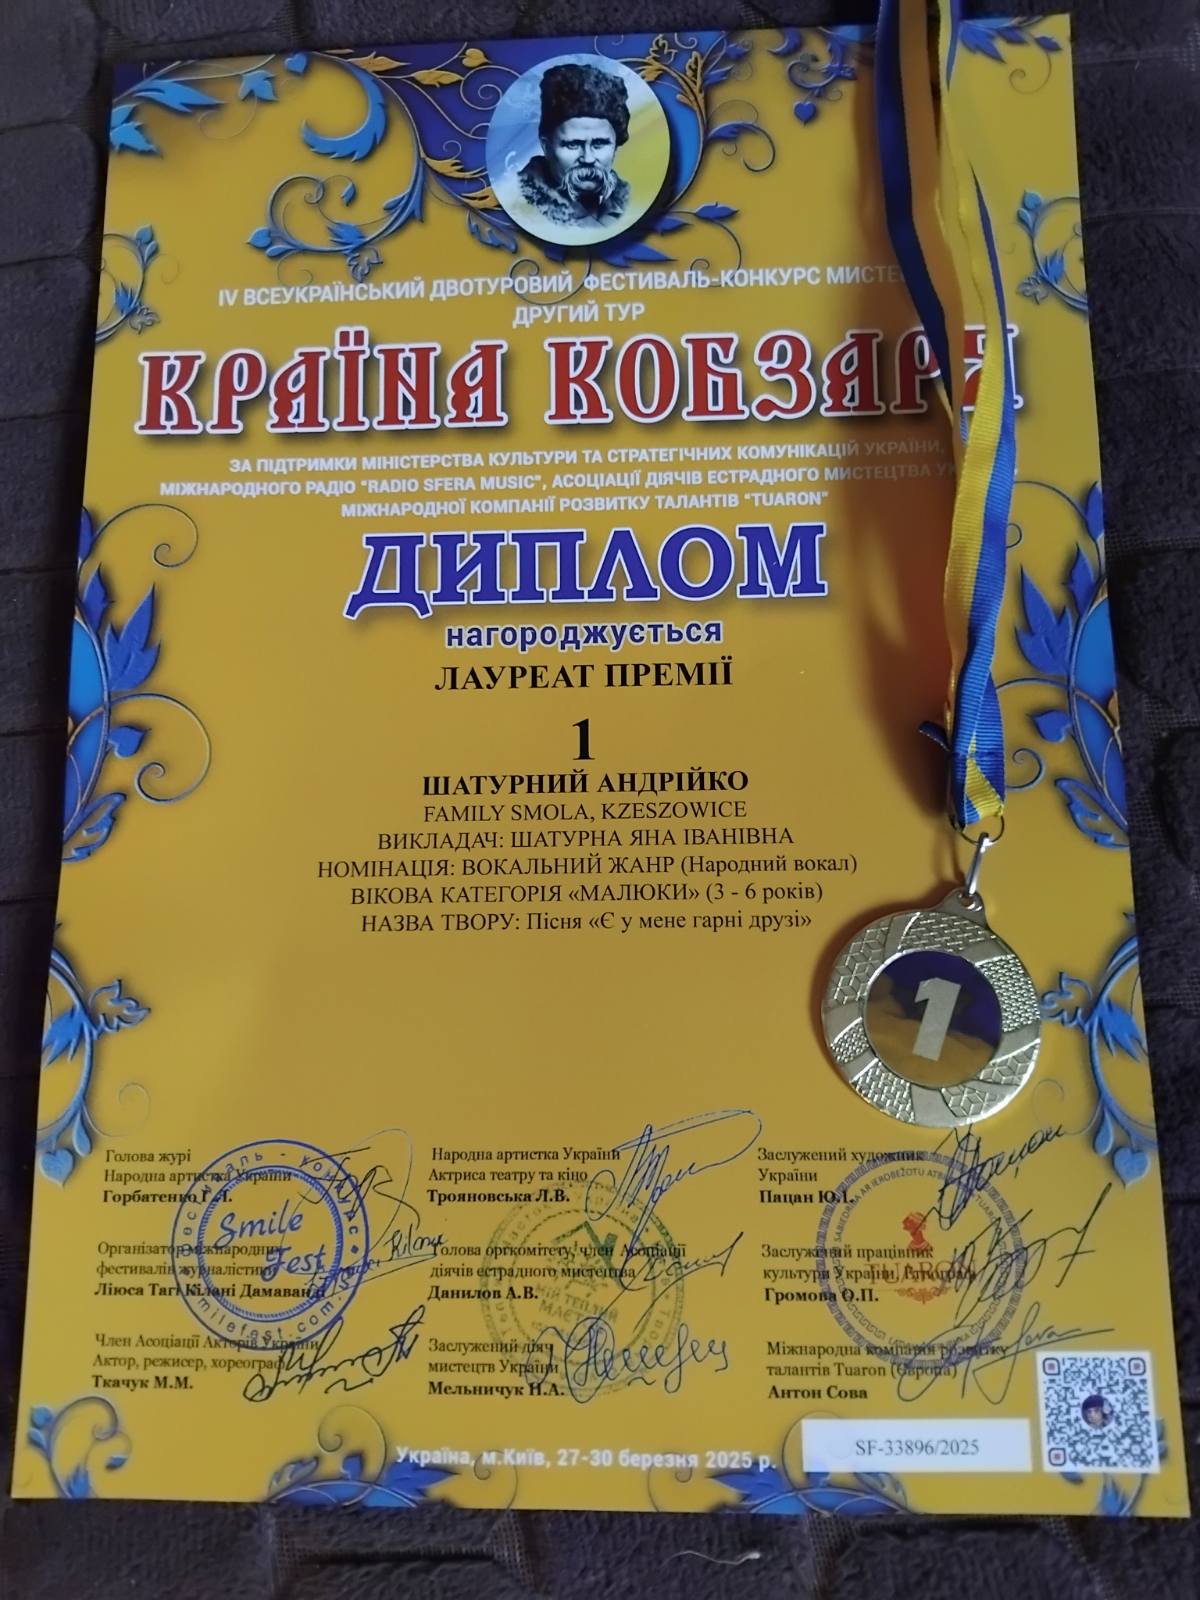 IV ВСЕУКРАЇНСЬКИЙ ДВОТУРОВИЙ ФЕСТИВАЛЬ-КОНКУРС
ДРУГИЙ ТУР
КРАЇНА КОБЗАРЯ
ЗА ПІДТРИМКИ МІНІСТЕРСТВА КУЛЬТУРИ ТА СТРАТЕГІЧНИХ КОМУНІКАЦІЙ УКРАЇНИ,
МІЖНАРОДНОГО РАДІО "RADIO SFERA MUSIC", АСОЦІАЦІЇ ДІЯЧІВ ЕСТРАДНОГО МИСТЕЦТВА
МІЖНАРОДНОЇ КОМПАНІЇ РОЗВИТКУ ТАЛАНТІВ "TUARON"
ДИПЛОМ
нагороджується
ЛАУРЕАТ ПРЕМІЇ
1
ШАТУРНИЙ АНДРІЙКО
FAMILY SMOLA, KZESZOWICE
ВИКЛАДАЧ: ШАТУРНА ЯНА ІВАНІВНА
НОМІНАЦІЯ: ВОКАЛЬНИЙ ЖАНР (Народний вокал)
ВІКОВА КАТЕГОРІЯ «МАЛЮКИ» (3 - 6 років)
НАЗВА ТВОРУ: Пісня «Є у мене гарні друзі»
1
Голова журі
Народна артистка України
Горбатенко Г.Л.
Народна артистка України
Актриса театру та кіно
Трояновська Л.В.
Заслужений художник
України
Пацан Ю.І.
Організатор міжнародних
фестивалів журналістики
Ліюса Тагі Кілані Дамаванді
Smile
Fest
smilefest.com
Голова оргкомітету, член Асоціації
діячів естрадного мистецтва
Данилов А.В.
Заслужений працівник
культури України,
Громова О.П.
TUARON
Член Асоціації Акторів України
Актор, режисер, хореограф
Ткачук М.М.
Заслужений діяч
мистецтв України
Мельничук Н.А.
Міжнародна компанія розвитку
талантів Tuaron (Європа)
Антон Сова
Україна, м.Київ, 27-30 березня 2025 р.
SF-33896/2025